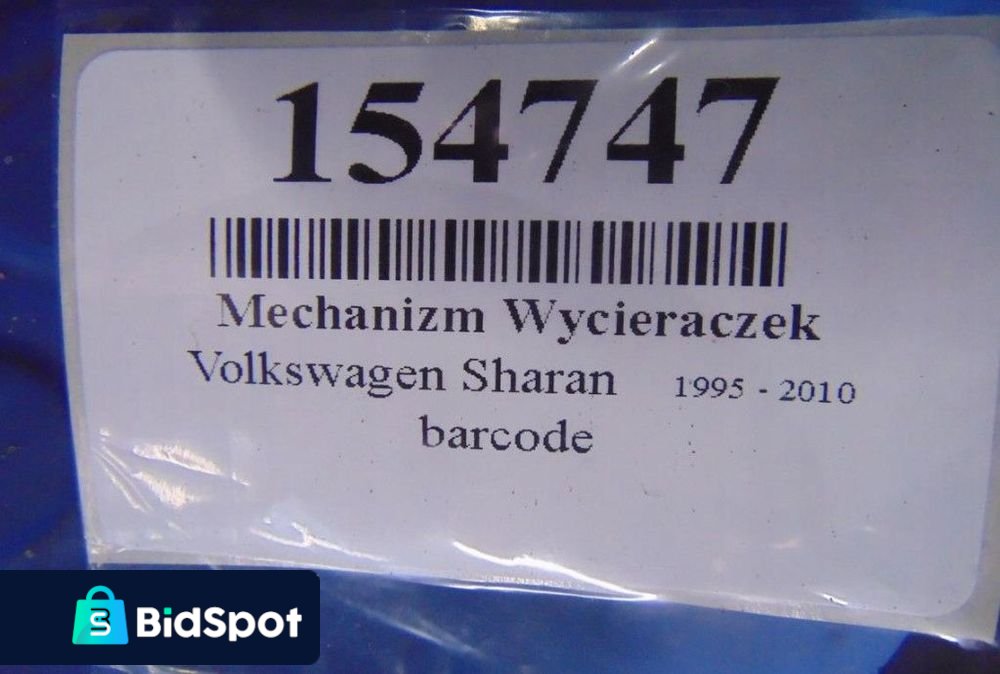 154747
Mechanizm Wycieraczek
Volkswagen Sharan 1995 - 2010
barcode
BidSpot